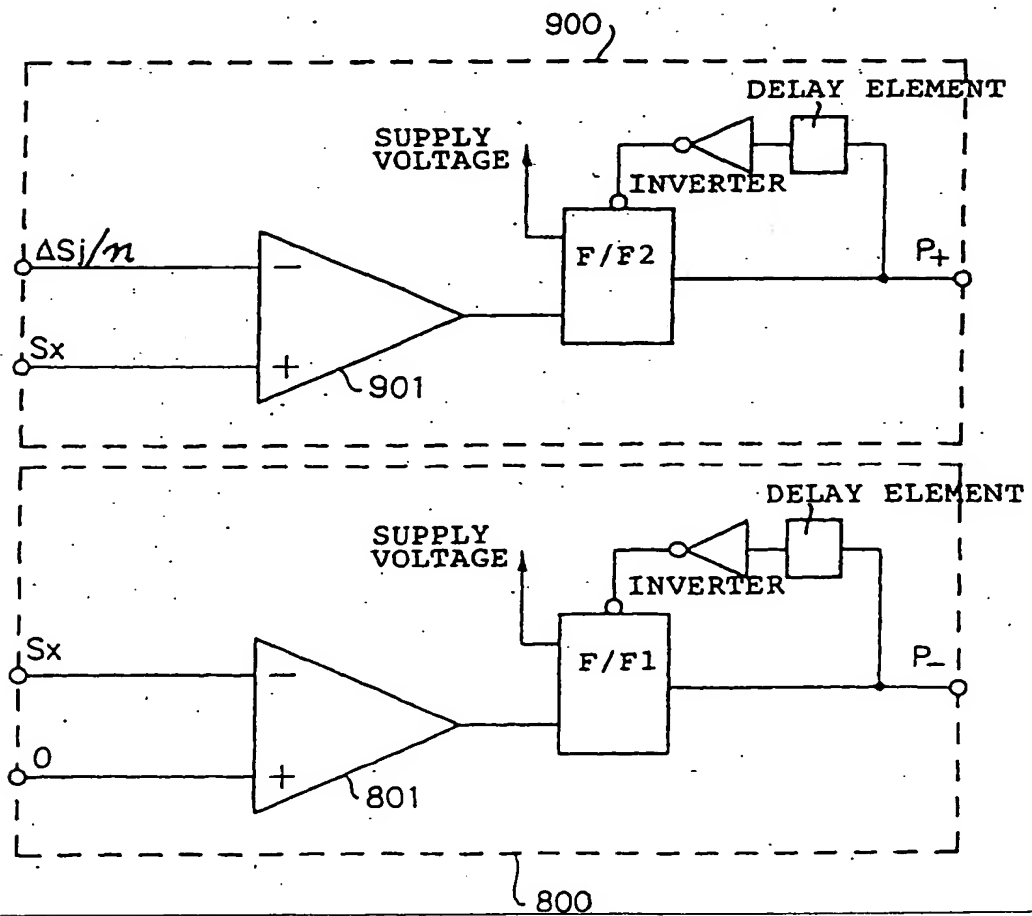 900
DELAY ELEMENT
SUPPLY
VOLTAGE
INVERTER
ΔSj/n
−
F/F2
P+
Sx
+
901
DELAY ELEMENT
SUPPLY
VOLTAGE
INVERTER
Sx
−
F/F1
P−
0
+
801
800